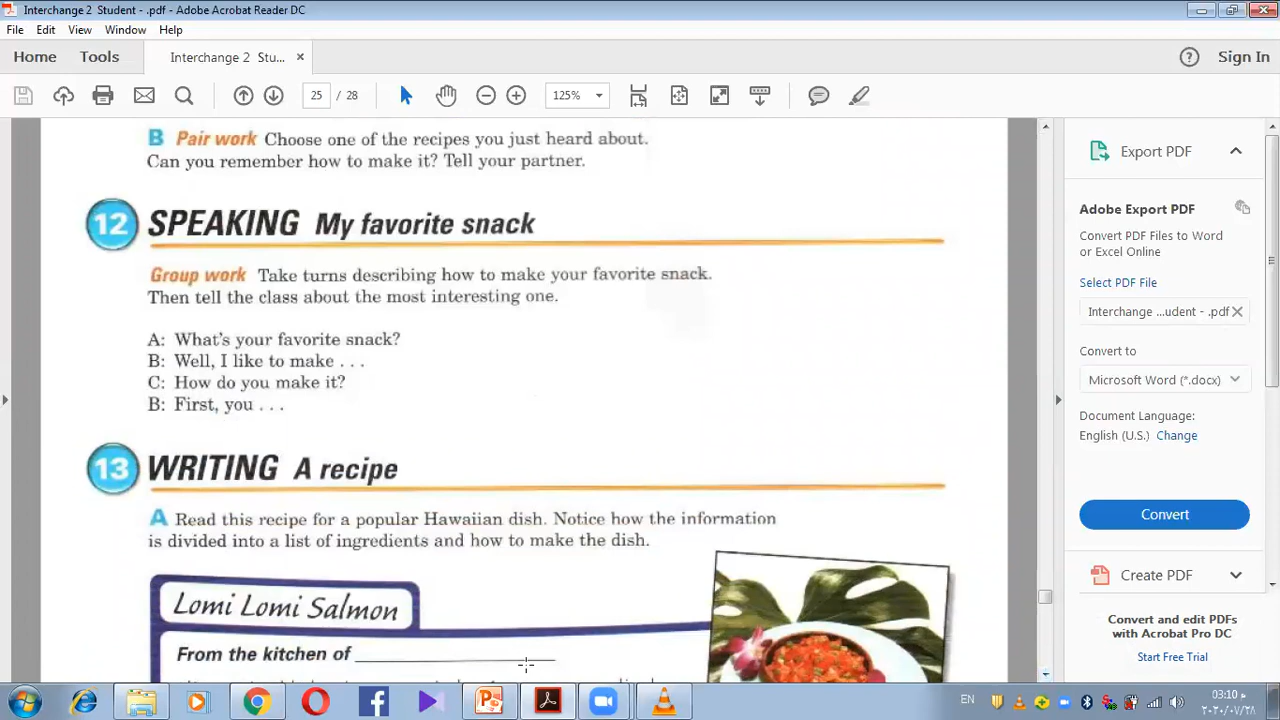 Interchange 2 Student - .pdf - Adobe Acrobat Reader DC
File Edit View Window Help
Home Tools Interchange 2 Stu... × Sign In
25 / 28 125%
B Pair work Choose one of the recipes you just heard about.
Can you remember how to make it? Tell your partner.
12 SPEAKING My favorite snack
Group work Take turns describing how to make your favorite snack.
Then tell the class about the most interesting one.
A: What's your favorite snack?
B: Well, I like to make . . .
C: How do you make it?
B: First, you . . .
13 WRITING A recipe
A Read this recipe for a popular Hawaiian dish. Notice how the information
is divided into a list of ingredients and how to make the dish.
Lomi Lomi Salmon
From the kitchen of
Export PDF
Adobe Export PDF
Convert PDF Files to Word
or Excel Online
Select PDF File
Interchange ...udent - .pdf ×
Convert to
Microsoft Word (*.docx)
Document Language:
English (U.S.) Change
Convert
Create PDF
Convert and edit PDFs
with Acrobat Pro DC
Start Free Trial
EN
03:10 م
٢٠٢٠/٠٧/٢٨